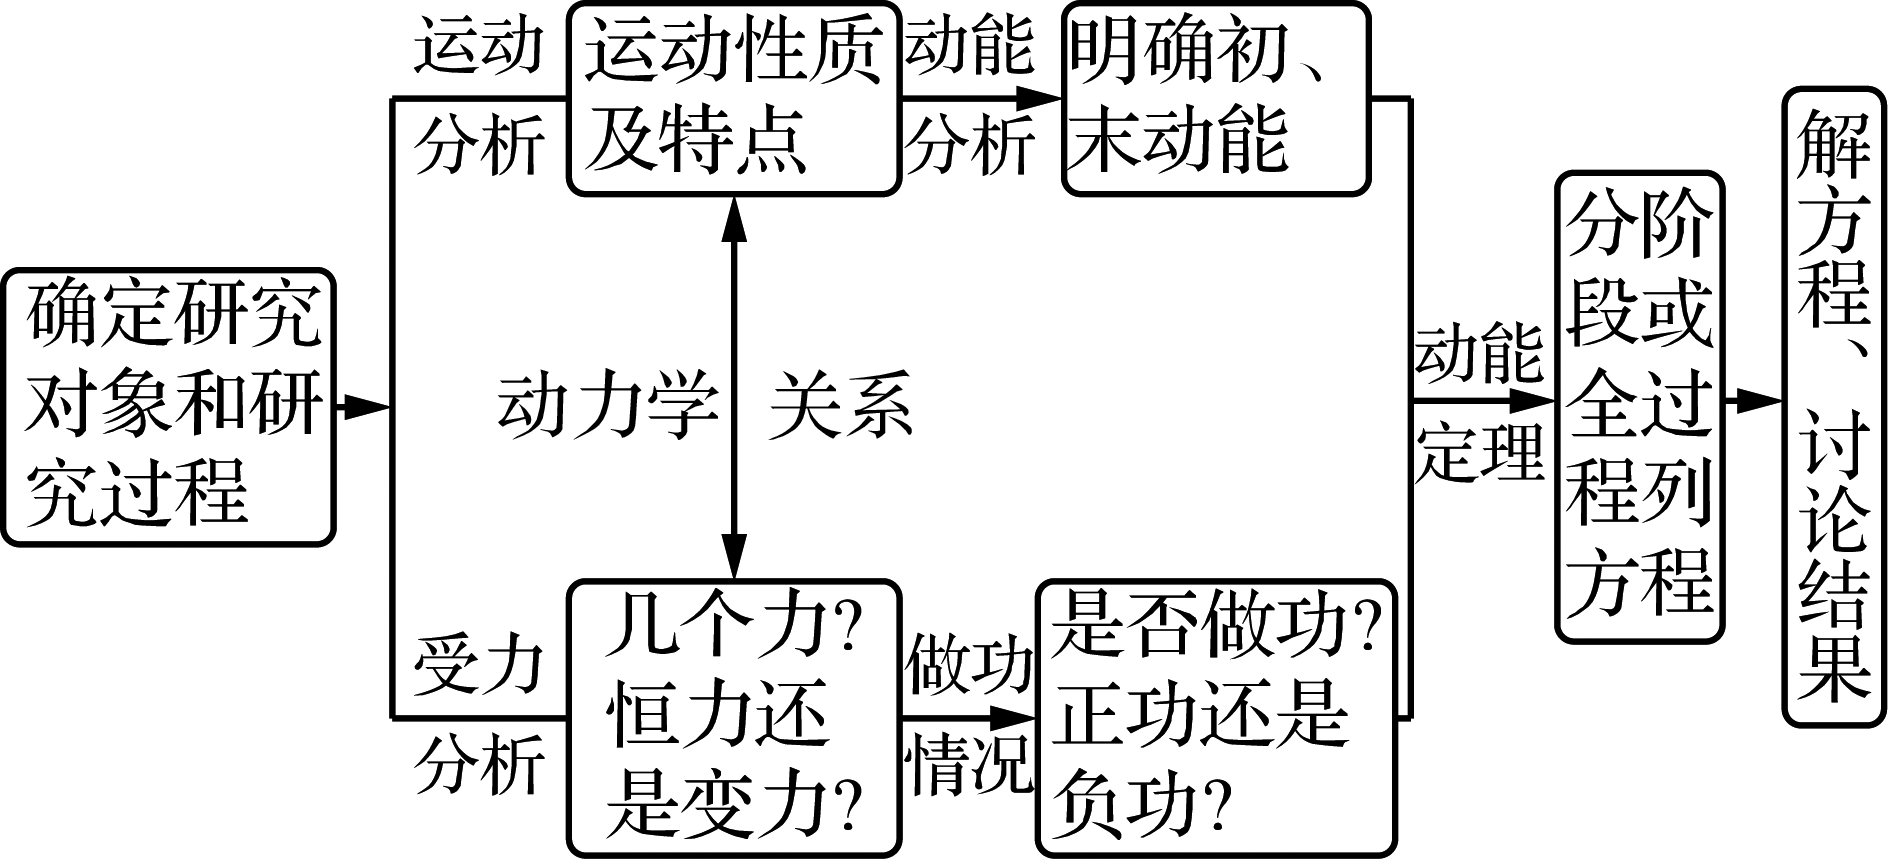 确定研究
对象和研
究过程
运动
分析
运动性质
及特点
动能
分析
明确初、
末动能
动力学
关系
受力
分析
几个力?
恒力还
是变力?
做功
情况
是否做功?
正功还是
负功?
动能
定理
分阶
段或
全过
程列
方程
解方程、讨论结果